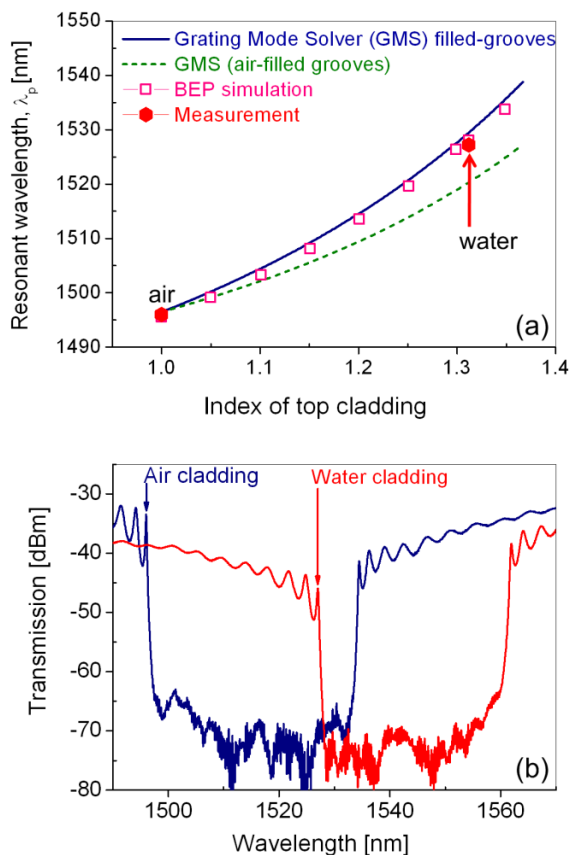 1550
1540
1530
1520
1510
1500
1490
Resonant wavelength, λp [nm]
Grating Mode Solver (GMS) filled-grooves
GMS (air-filled grooves)
BEP simulation
Measurement
air
water
(a)
1.0 1.1 1.2 1.3 1.4
Index of top cladding
Air cladding
Water cladding
-30
-40
-50
-60
-70
-80
Transmission [dBm]
(b)
1500 1520 1540 1560
Wavelength [nm]